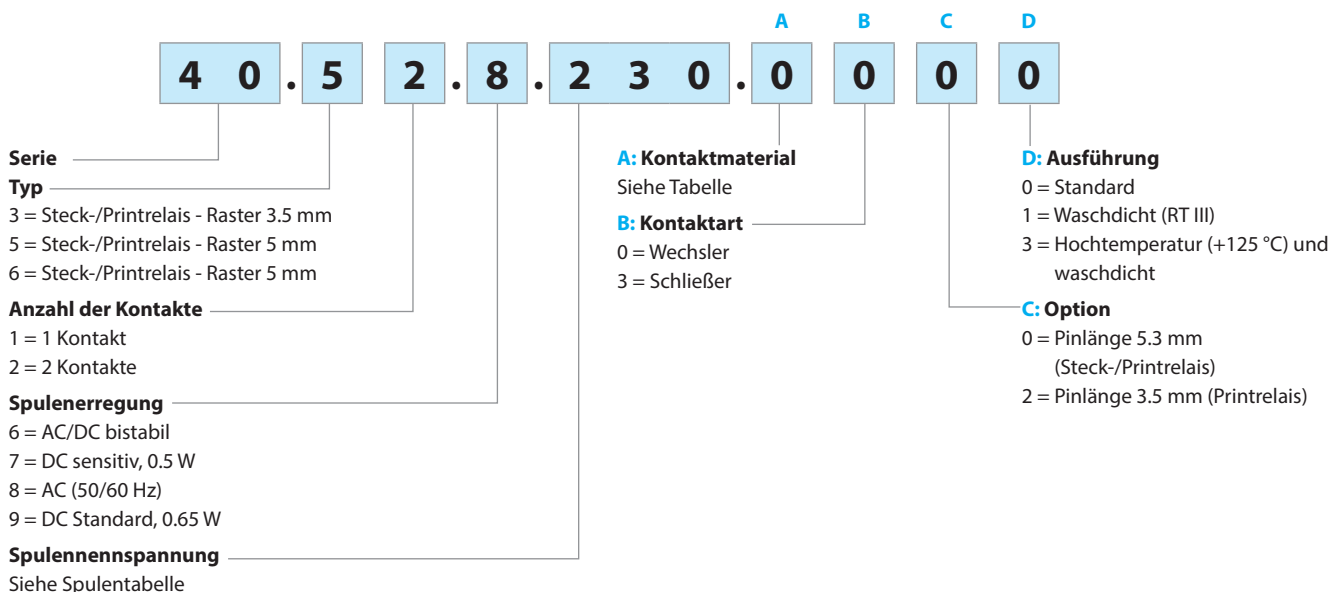 A B C D
4 0 . 5 2 . 8 . 2 3 0 . 0 0 0 0
Serie
Typ
3 = Steck-/Printrelais - Raster 3.5 mm
5 = Steck-/Printrelais - Raster 5 mm
6 = Steck-/Printrelais - Raster 5 mm
Anzahl der Kontakte
1 = 1 Kontakt
2 = 2 Kontakte
Spulenerregung
6 = AC/DC bistabil
7 = DC sensitiv, 0.5 W
8 = AC (50/60 Hz)
9 = DC Standard, 0.65 W
Spulennennspannung
Siehe Spulentabelle
A: Kontaktmaterial
Siehe Tabelle
B: Kontaktart
0 = Wechsler
3 = Schließer
D: Ausführung
0 = Standard
1 = Waschdicht (RT III)
3 = Hochtemperatur (+125 °C) und
waschdicht
C: Option
0 = Pinlänge 5.3 mm
(Steck-/Printrelais)
2 = Pinlänge 3.5 mm (Printrelais)